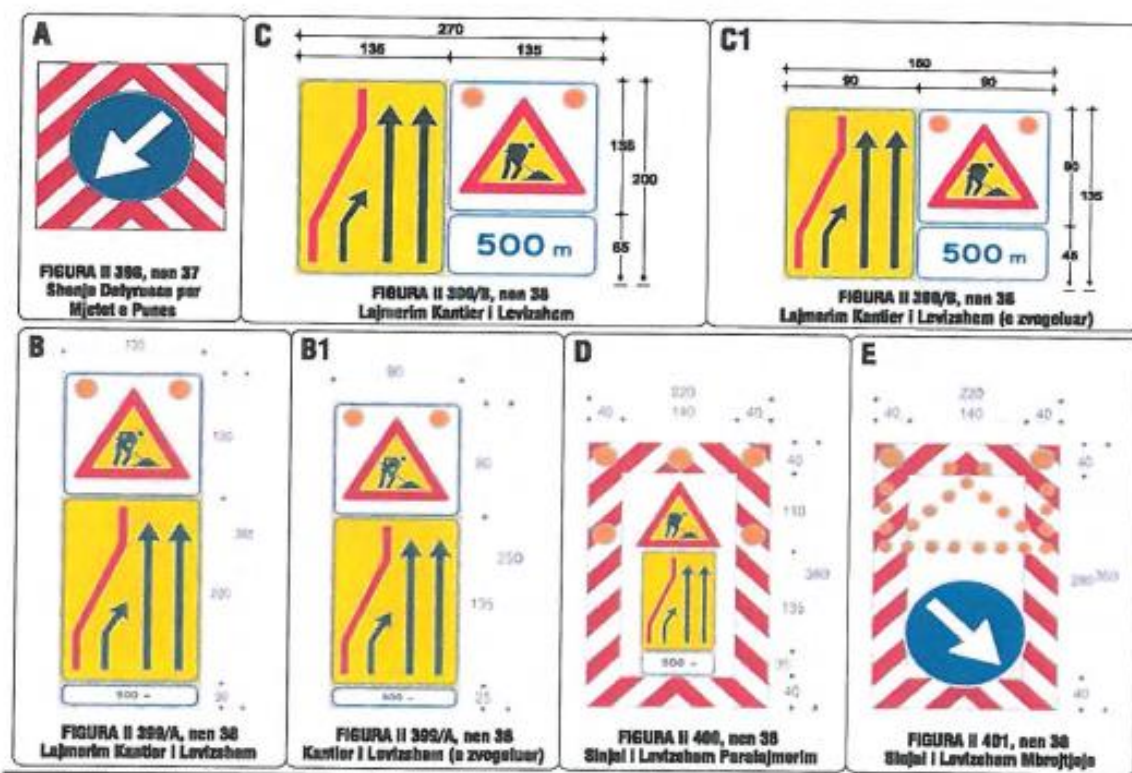 A
FIGURA II 398, nen 37
Shenja Detyruese per
Mjetet e Punes
C
270
135 135
500 m
135
200
65
FIGURA II 399/B, nen 38
Lajmerim Kantier i Levizshem
C1
90 90
500 m
90
135
45
FIGURA II 399/B, nen 38
Lajmerim Kantier i Levizshem (e zvogeluar)
B
500
FIGURA II 399/A, nen 38
Lajmerim Kantier i Levizshem
B1
90
90
250
135
25
500
FIGURA II 399/A, nen 38
Kantier i Levizshem (e zvogeluar)
D
220
40 140 40
40
110
360
135
40
500
FIGURA II 400, nen 38
Sinjal i Levizshem Paralajmerim
E
220
40 140 40
40
280 360
40
FIGURA II 401, nen 38
Sinjal i Levizshem Mbrojtjeje